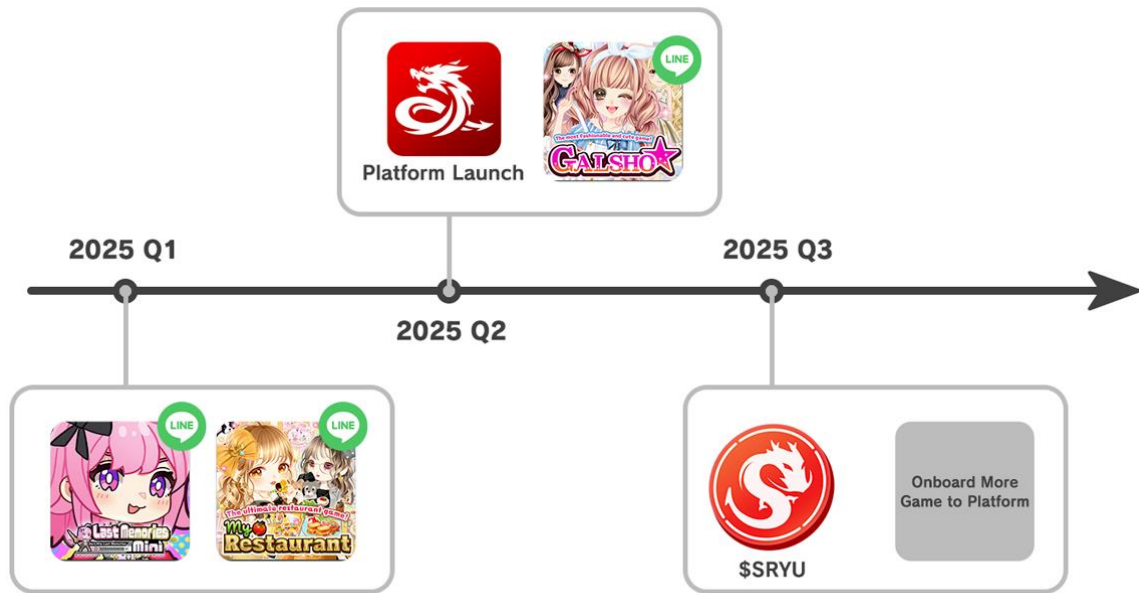 Platform Launch
LINE
The most Fashionable and cute game!
GALSHO
2025 Q1
2025 Q3
2025 Q2
LINE
Last Memories
Mini
LINE
The ultimate restaurant game!
My
Restaurant
$SRYU
Onboard More
Game to Platform